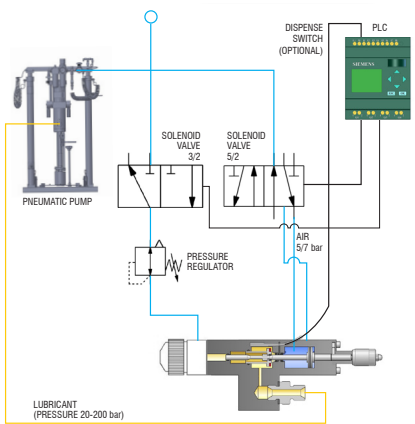 DISPENSE
SWITCH
(OPTIONAL)
PLC
SIEMENS
SOLENOID
VALVE
3/2
SOLENOID
VALVE
5/2
PNEUMATIC PUMP
AIR
5/7 bar
PRESSURE
REGULATOR
LUBRICANT
(PRESSURE 20-200 bar)